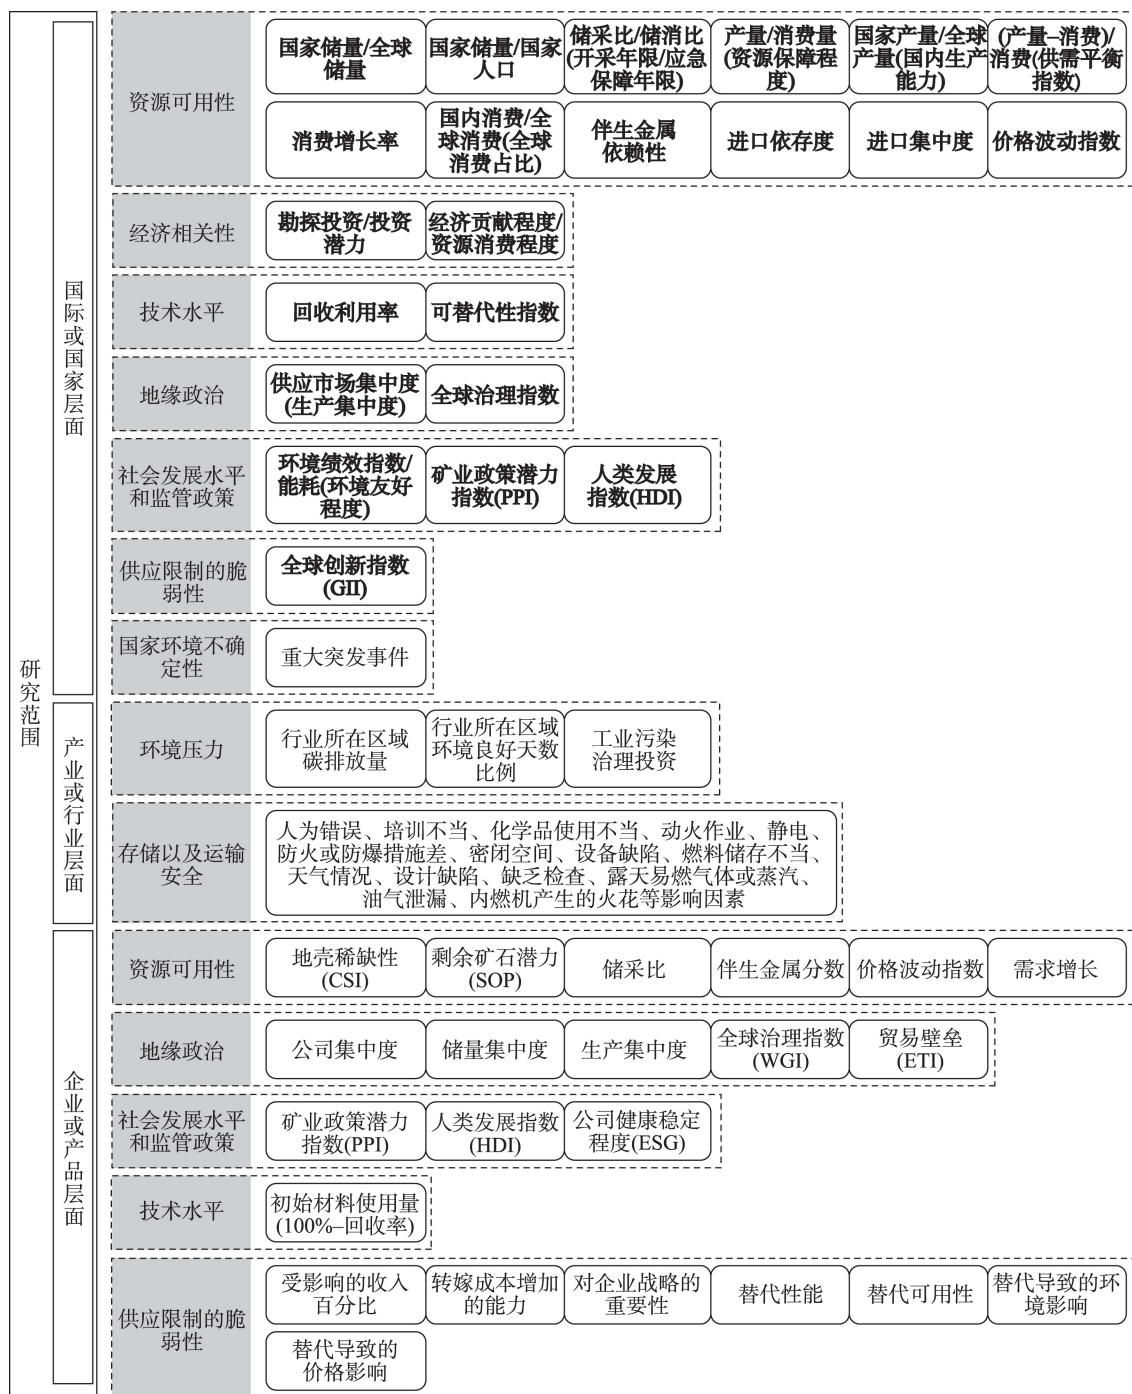 研究范围
国际或国家层面
资源可用性
国家储量/全球
储量
国家储量/国家
人口
储采比/储消比
(开采年限/应急
保障年限)
产量/消费量
(资源保障程
度)
国家产量/全球
产量(国内生产
能力)
(产量–消费)/
消费(供需平衡
指数)
消费增长率
国内消费/全
球消费(全球
消费占比)
伴生金属
依赖性
进口依存度
进口集中度
价格波动指数
经济相关性
勘探投资/投资
潜力
经济贡献程度/
资源消费程度
技术水平
回收利用率
可替代性指数
地缘政治
供应市场集中度
(生产集中度)
全球治理指数
社会发展水平
和监管政策
环境绩效指数/
能耗(环境友好
程度)
矿业政策潜力
指数(PPI)
人类发展
指数(HDI)
供应限制的脆
弱性
全球创新指数
(GII)
国家环境不确
定性
重大突发事件
产业或行业层面
环境压力
行业所在区域
碳排放量
行业所在区域
环境良好天数
比例
工业污染
治理投资
存储以及运输
安全
人为错误、培训不当、化学品使用不当、动火作业、静电、
防火或防爆措施差、密闭空间、设备缺陷、燃料储存不当、
天气情况、设计缺陷、缺乏检查、露天易燃气体或蒸汽、
油气泄漏、内燃机产生的火花等影响因素
企业或产品层面
资源可用性
地壳稀缺性
(CSI)
剩余矿石潜力
(SOP)
储采比
伴生金属分数
价格波动指数
需求增长
地缘政治
公司集中度
储量集中度
生产集中度
全球治理指数
(WGI)
贸易壁垒
(ETI)
社会发展水平
和监管政策
矿业政策潜力
指数(PPI)
人类发展指数
(HDI)
公司健康稳定
程度(ESG)
技术水平
初始材料使用量
(100%–回收率)
供应限制的脆
弱性
受影响的收入
百分比
转嫁成本增加
的能力
对企业战略的
重要性
替代性能
替代可用性
替代导致的环
境影响
替代导致的
价格影响